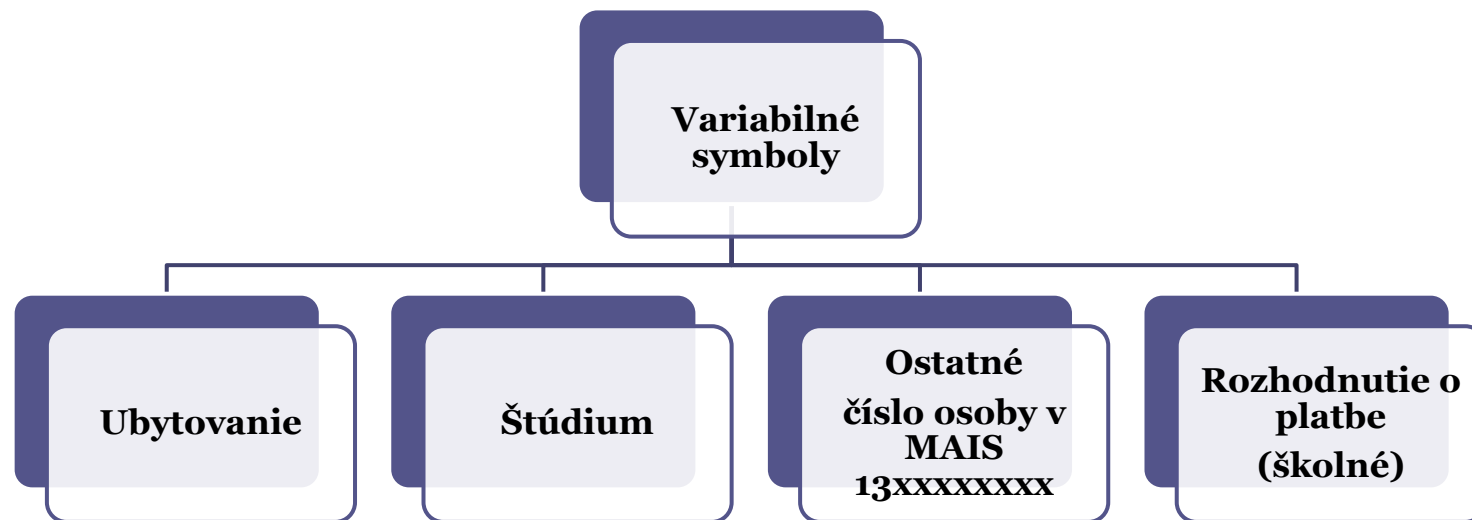 Variabilné
symboly
Ubytovanie
Štúdium
Ostatné
číslo osoby v
MAIS
13xxxxxxxx
Rozhodnutie o
platbe
(školné)